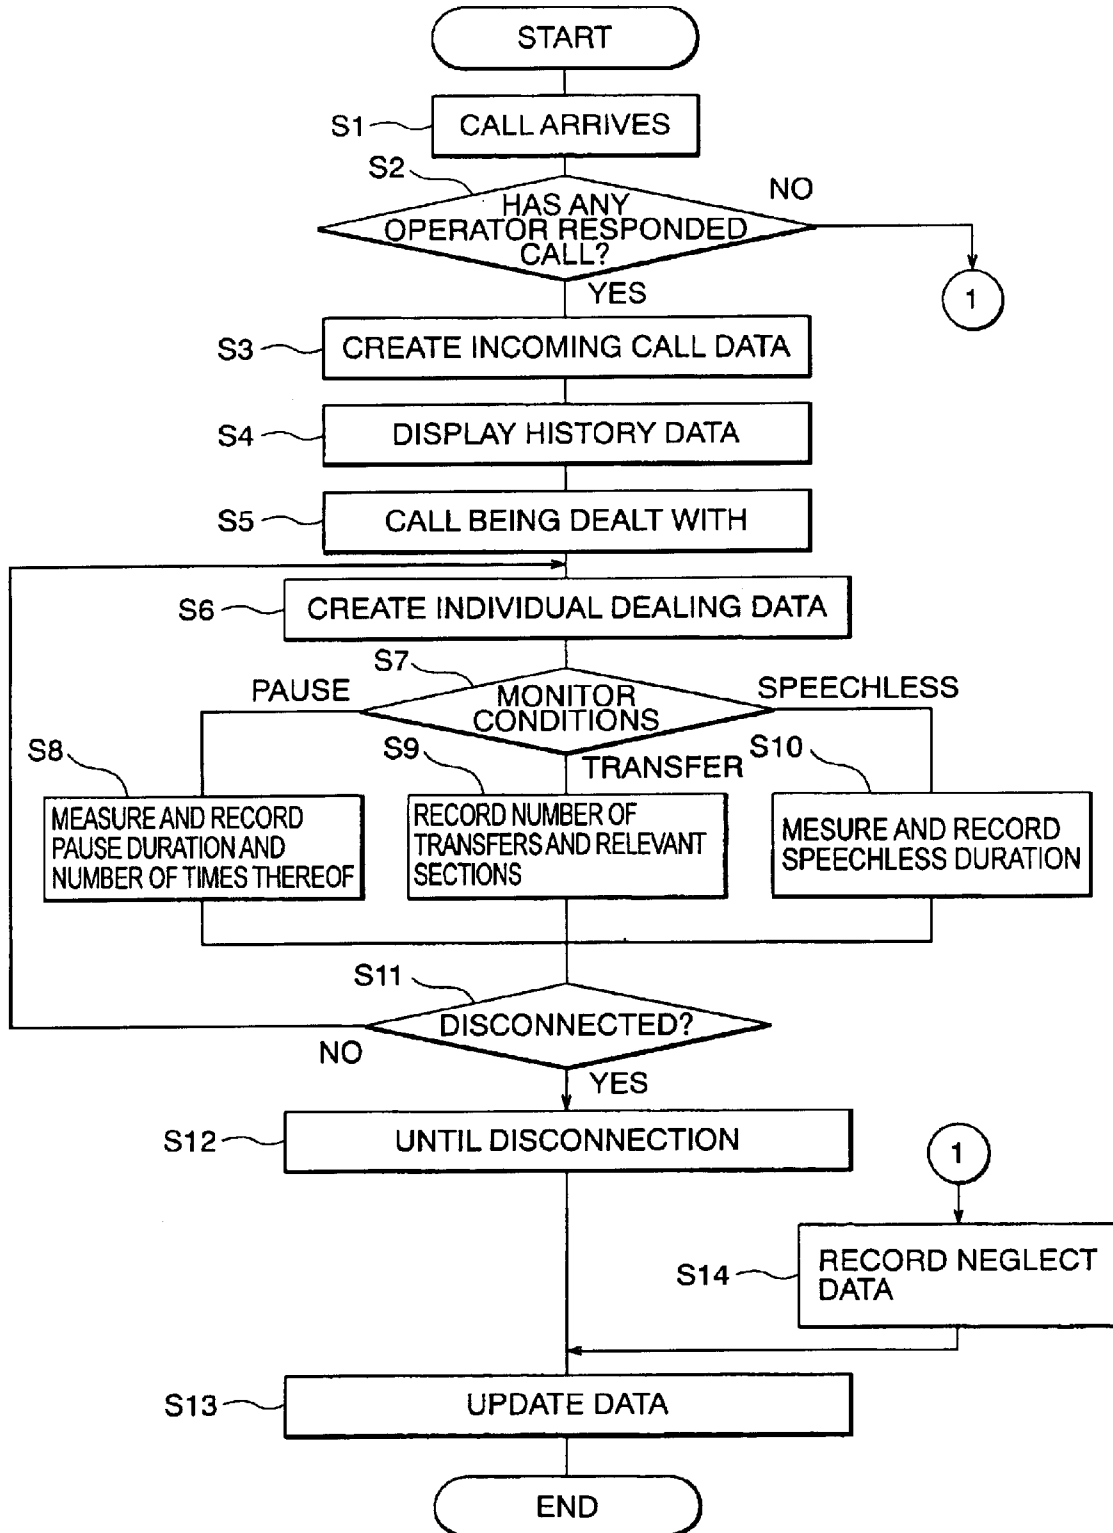 START
S1
CALL ARRIVES
S2
HAS ANY
OPERATOR RESPONDED
CALL?
NO
1
YES
S3
CREATE INCOMING CALL DATA
S4
DISPLAY HISTORY DATA
S5
CALL BEING DEALT WITH
S6
CREATE INDIVIDUAL DEALING DATA
S7
PAUSE
MONITOR
CONDITIONS
SPEECHLESS
S8
S9
TRANSFER
S10
MEASURE AND RECORD
PAUSE DURATION AND
NUMBER OF TIMES THEREOF
RECORD NUMBER OF
TRANSFERS AND RELEVANT
SECTIONS
MESURE AND RECORD
SPEECHLESS DURATION
S11
DISCONNECTED?
NO
YES
S12
UNTIL DISCONNECTION
1
S14
RECORD NEGLECT
DATA
S13
UPDATE DATA
END